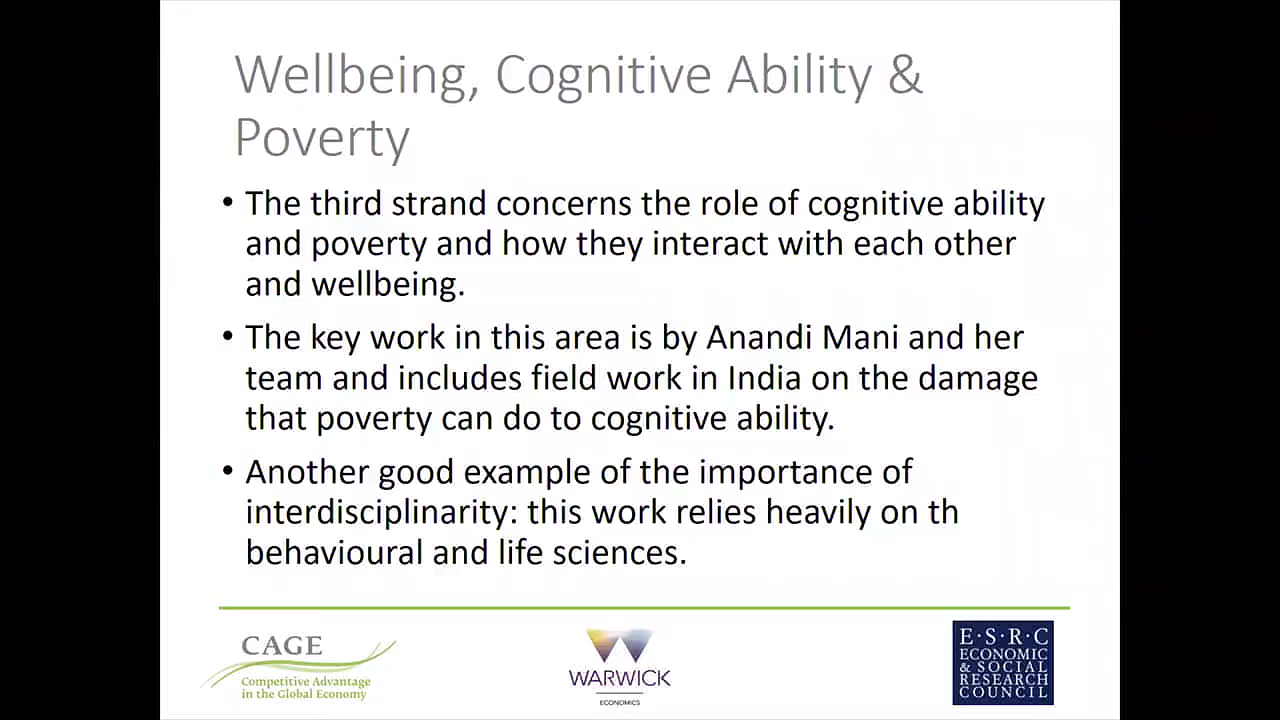 Wellbeing, Cognitive Ability &
Poverty
• The third strand concerns the role of cognitive ability
and poverty and how they interact with each other
and wellbeing.
• The key work in this area is by Anandi Mani and her
team and includes field work in India on the damage
that poverty can do to cognitive ability.
• Another good example of the importance of
interdisciplinarity: this work relies heavily on th
behavioural and life sciences.
CAGE
Competitive Advantage
in the Global Economy
WARWICK
ECONOMICS
E·S·R·C
ECONOMIC
& SOCIAL
RESEARCH
COUNCIL